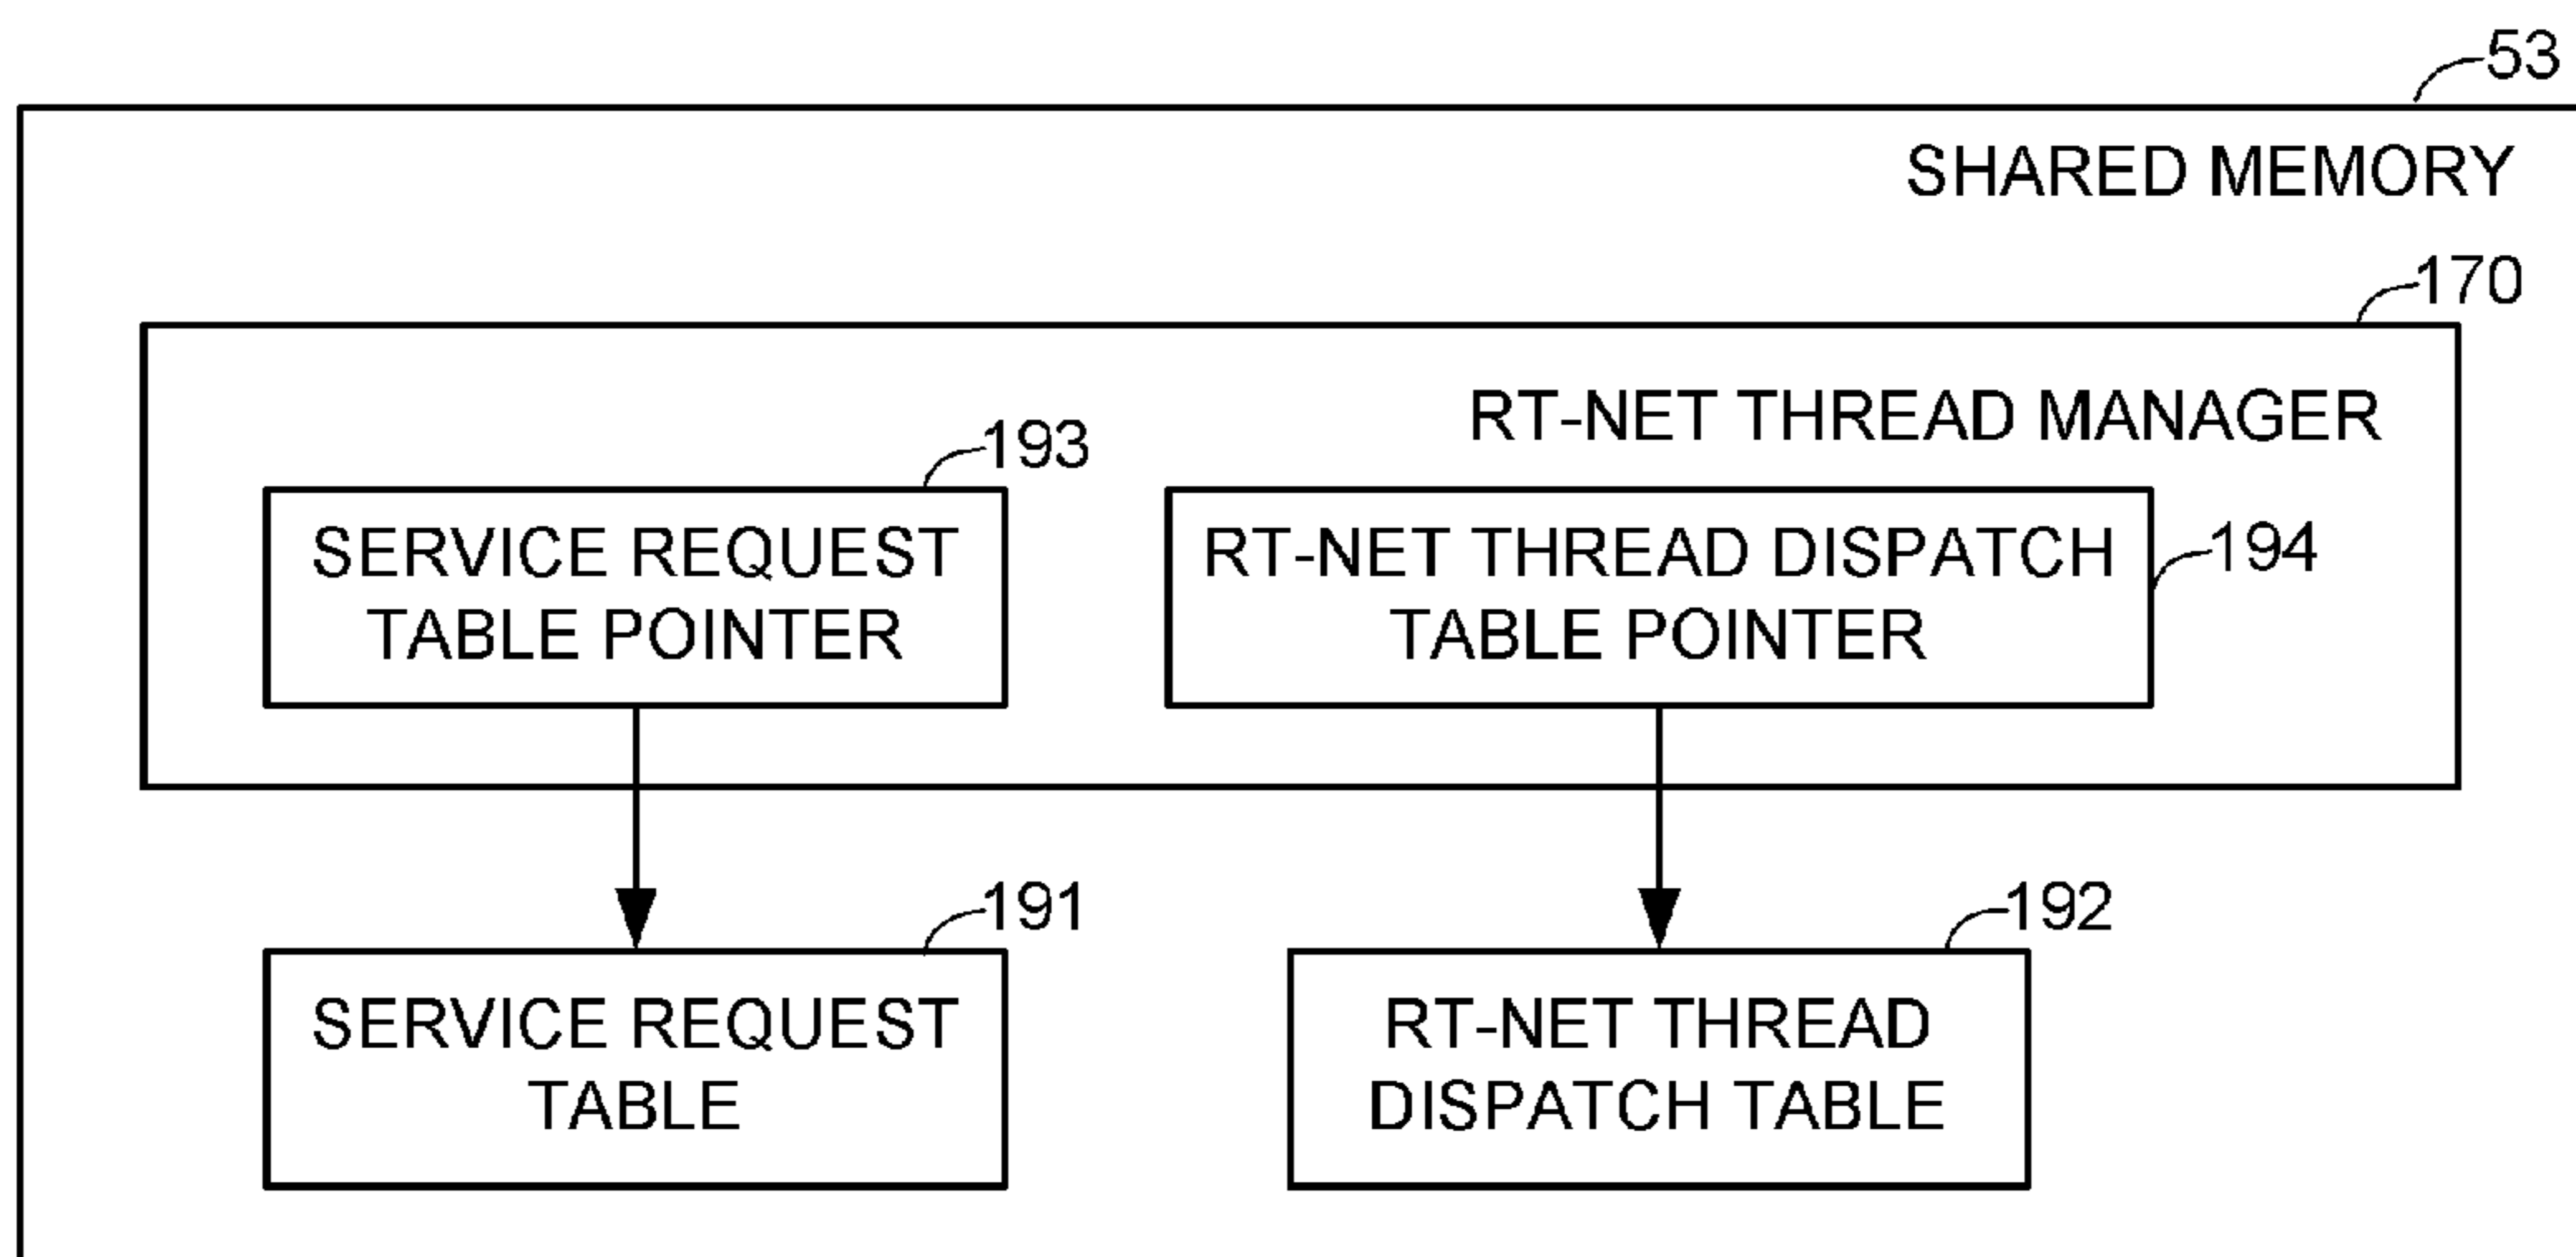 53
SHARED MEMORY
170
RT-NET THREAD MANAGER
193
SERVICE REQUEST
TABLE POINTER
RT-NET THREAD DISPATCH
TABLE POINTER
194
191
SERVICE REQUEST
TABLE
192
RT-NET THREAD
DISPATCH TABLE